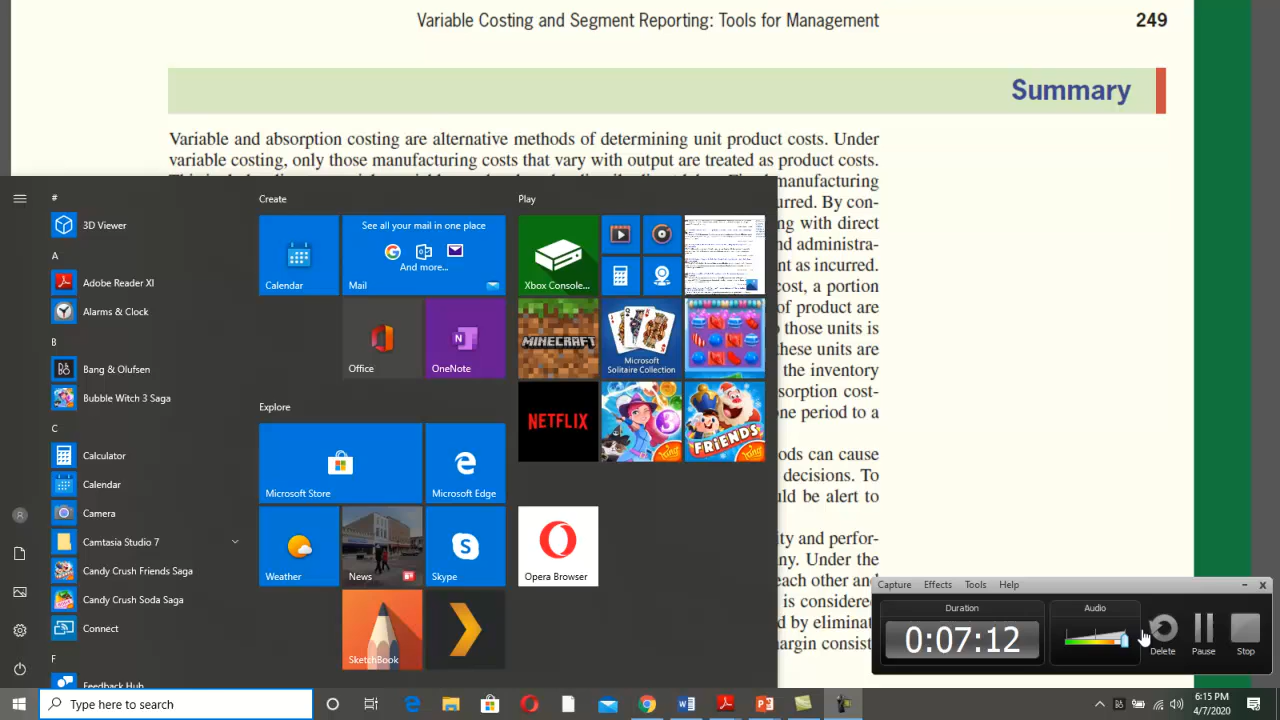 Variable Costing and Segment Reporting: Tools for Management 249
Summary
Variable and absorption costing are alternative methods of determining unit product costs. Under
variable costing, only those manufacturing costs that vary with output are treated as product costs.
manufacturing
urred. By con-
ng with direct
nd administra-
nt as incurred.
cost, a portion
of product are
those units is
these units are
the inventory
sorption cost-
one period to a
ods can cause
decisions. To
uld be alert to
ity and perfor-
ny. Under the
each other and
is considered
d by eliminat
margin consist
#
3D Viewer
A
Adobe Reader XI
Alarms & Clock
B
Bang & Olufsen
Bubble Witch 3 Saga
C
Calculator
Calendar
Camera
Camtasia Studio 7
Candy Crush Friends Saga
Candy Crush Soda Saga
Connect
F
Feedback Hub
Create
Calendar
See all your mail in one place
And more...
Mail
Office
OneNote
Explore
Microsoft Store
Microsoft Edge
Weather
News
Skype
SketchBook
Play
Xbox Console...
MINECRAFT
Microsoft
Solitaire Collection
NETFLIX
3
King
FRIENDS
King
Opera Browser
Capture Effects Tools Help
Duration
0:07:12
Audio
Delete
Pause
Stop
Type here to search
6:15 PM
4/7/2020